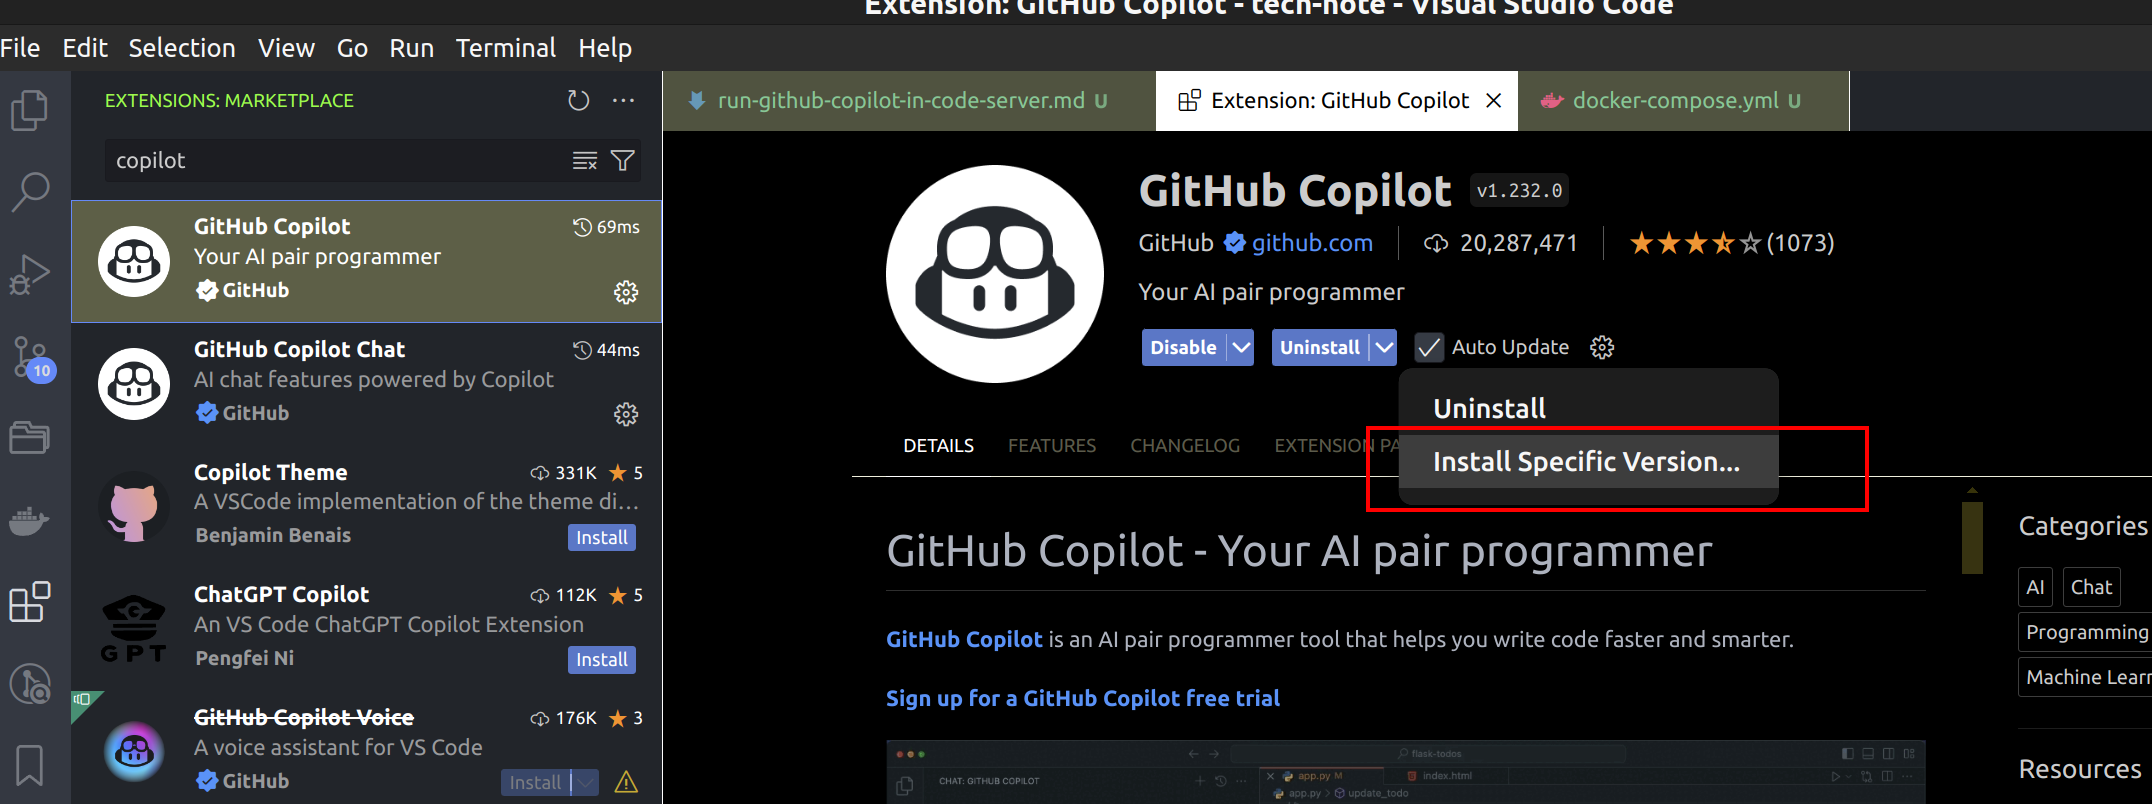 Extension: GitHub Copilot - tech-note - Visual Studio Code
File Edit Selection View Go Run Terminal Help
EXTENSIONS: MARKETPLACE
copilot
GitHub Copilot 69ms
Your AI pair programmer
GitHub
GitHub Copilot Chat 44ms
AI chat features powered by Copilot
GitHub
Copilot Theme 331K 5
A VSCode implementation of the theme di...
Benjamin Benais Install
ChatGPT Copilot 112K 5
An VS Code ChatGPT Copilot Extension
GPT
Pengfei Ni Install
GitHub Copilot Voice 176K 3
A voice assistant for VS Code
GitHub Install
10
run-github-copilot-in-code-server.md U
Extension: GitHub Copilot
docker-compose.yml U
GitHub Copilot v1.232.0
GitHub github.com 20,287,471 (1073)
Your AI pair programmer
Disable Uninstall Auto Update
Uninstall
Install Specific Version...
DETAILS FEATURES CHANGELOG EXTENSION PA
GitHub Copilot - Your AI pair programmer
GitHub Copilot is an AI pair programmer tool that helps you write code faster and smarter.
Sign up for a GitHub Copilot free trial
flask-todos
CHAT: GITHUB COPILOT
app.py M
index.html
app.py > update_todo
Categories
AI Chat
Programming
Machine Learn
Resources